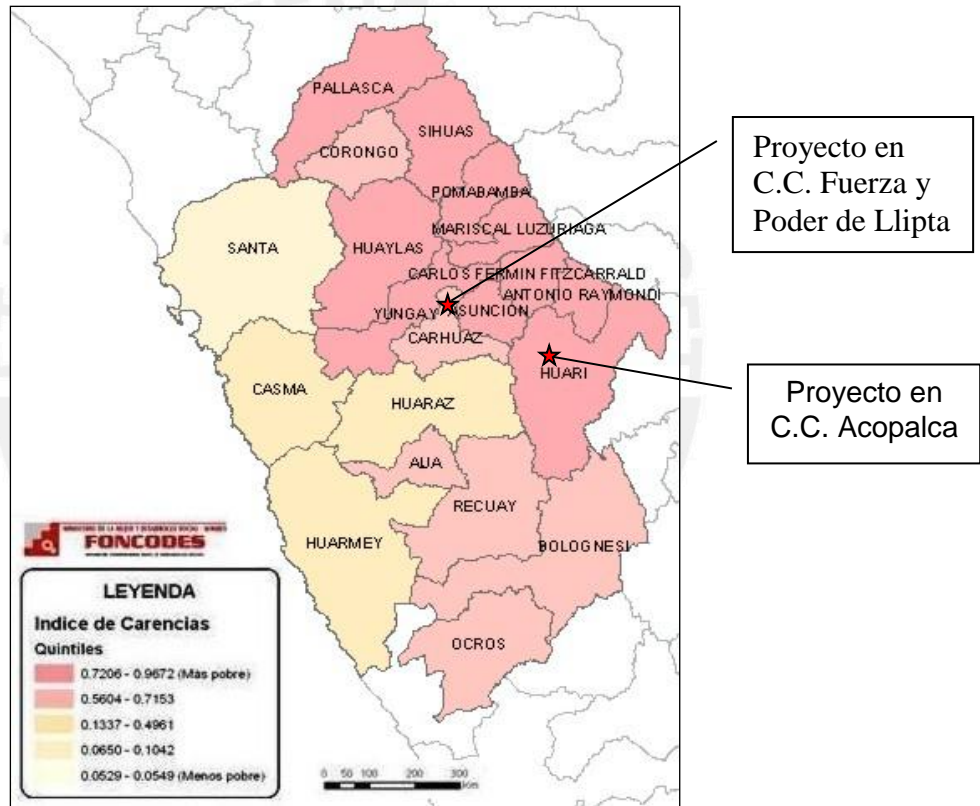 PALLASCA
SIHUAS
CORONGO
POMABAMBA
MARISCAL LUZURIAGA
SANTA
HUAYLAS
CARLOS FERMIN FITZCARRALD
ANTONIO RAYMONDI
YUNGAY
ASUNCIÓN
CARHUAZ
HUARI
CASMA
HUARAZ
AIJA
RECUAY
HUARMEY
BOLOGNESI
OCROS
Proyecto en
C.C. Fuerza y
Poder de Llipta
Proyecto en
C.C. Acopalca
FONCODES
LEYENDA
Indice de Carencias
Quintiles
0.7206 - 0.9672 (Más pobre)
0.5604 - 0.7153
0.1337 - 0.4961
0.0650 - 0.1042
0.0529 - 0.0549 (Menos pobre)
0 50 100 200 300
Km